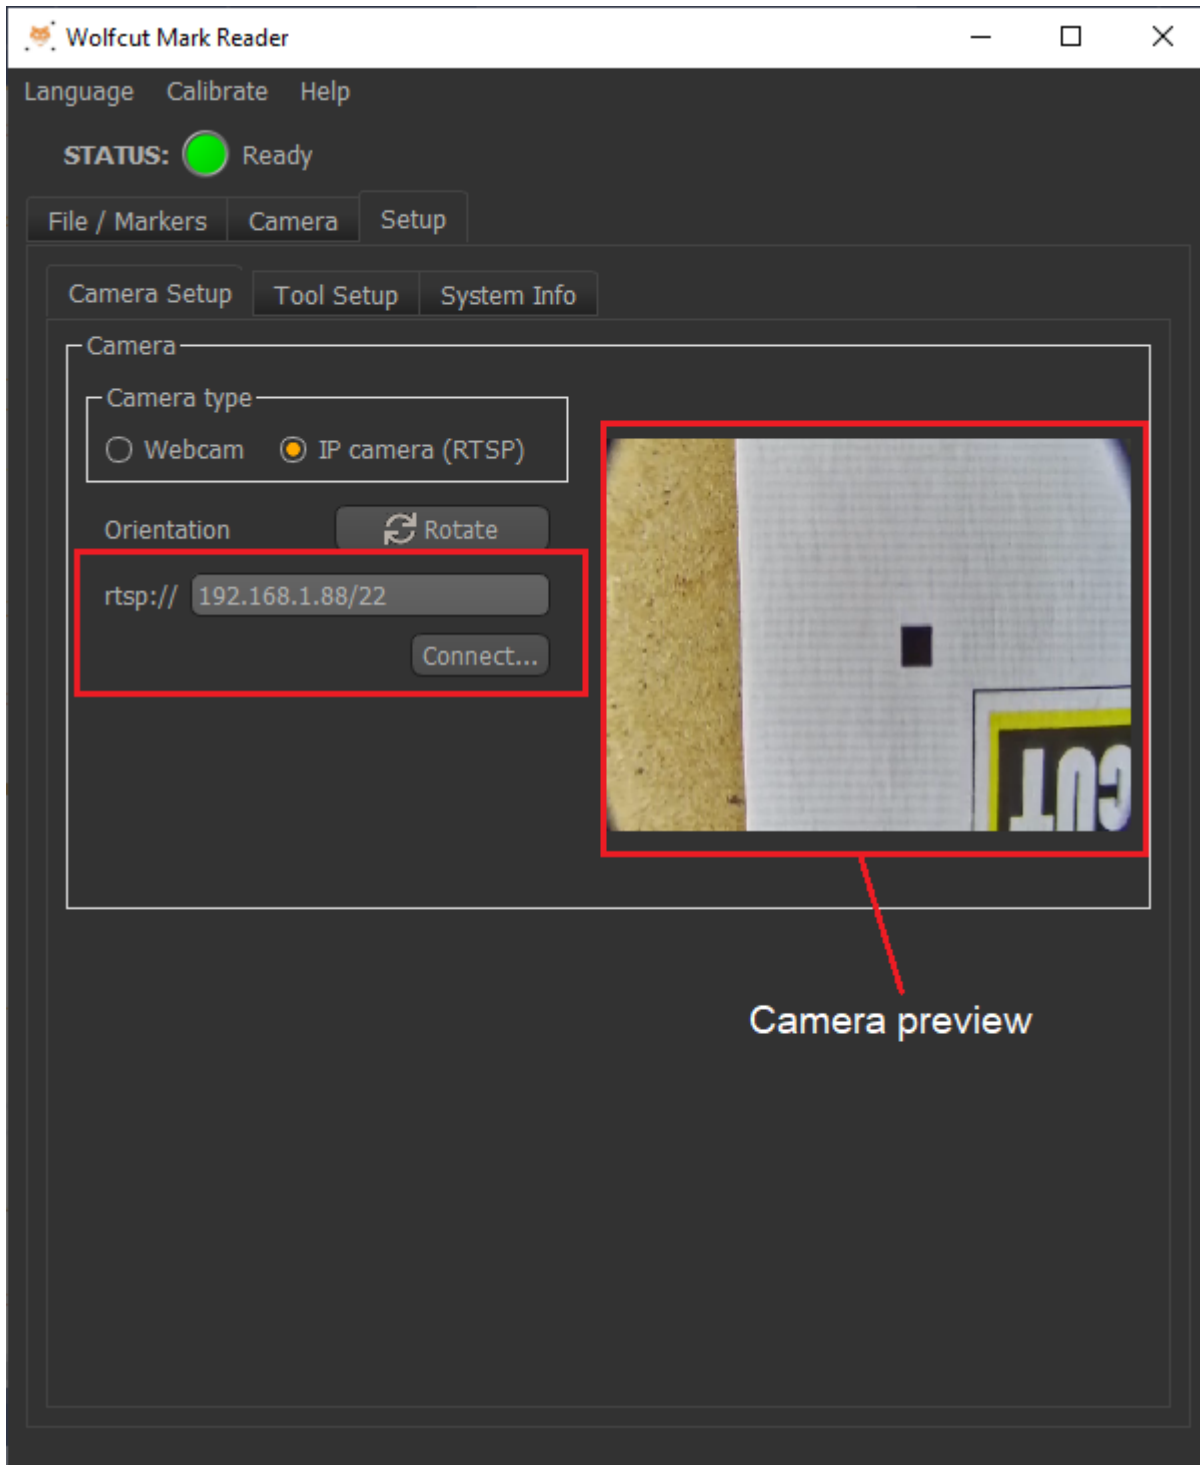 Wolfcut Mark Reader
Language Calibrate Help
STATUS: Ready
File / Markers Camera Setup
Camera Setup Tool Setup System Info
Camera
Camera type
Webcam IP camera (RTSP)
Orientation Rotate
rtsp:// 192.168.1.88/22
Connect...
CUT
Camera preview